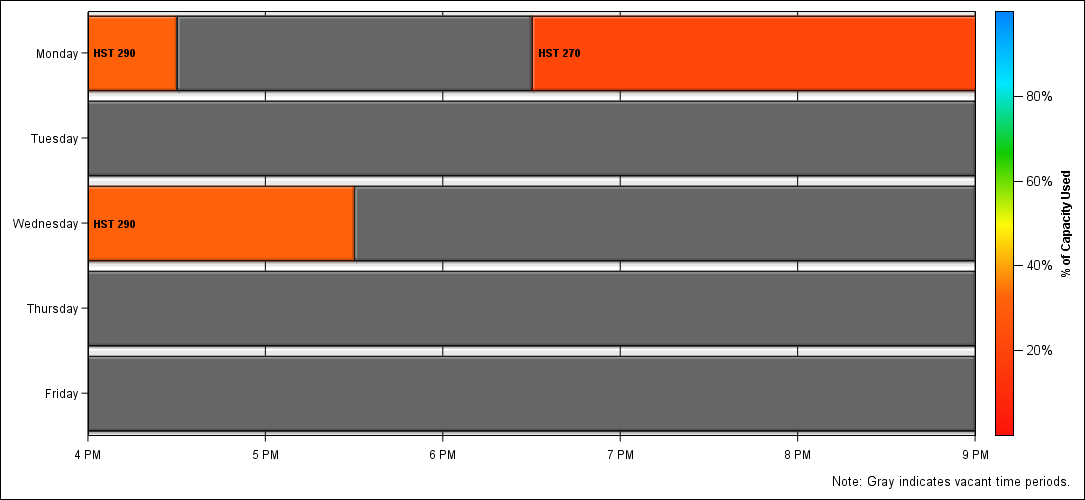 Monday
HST 290
HST 270
Tuesday
Wednesday
HST 290
Thursday
Friday
4 PM
5 PM
6 PM
7 PM
8 PM
9 PM
80%
60%
40%
20%
% of Capacity Used
Note: Gray indicates vacant time periods.